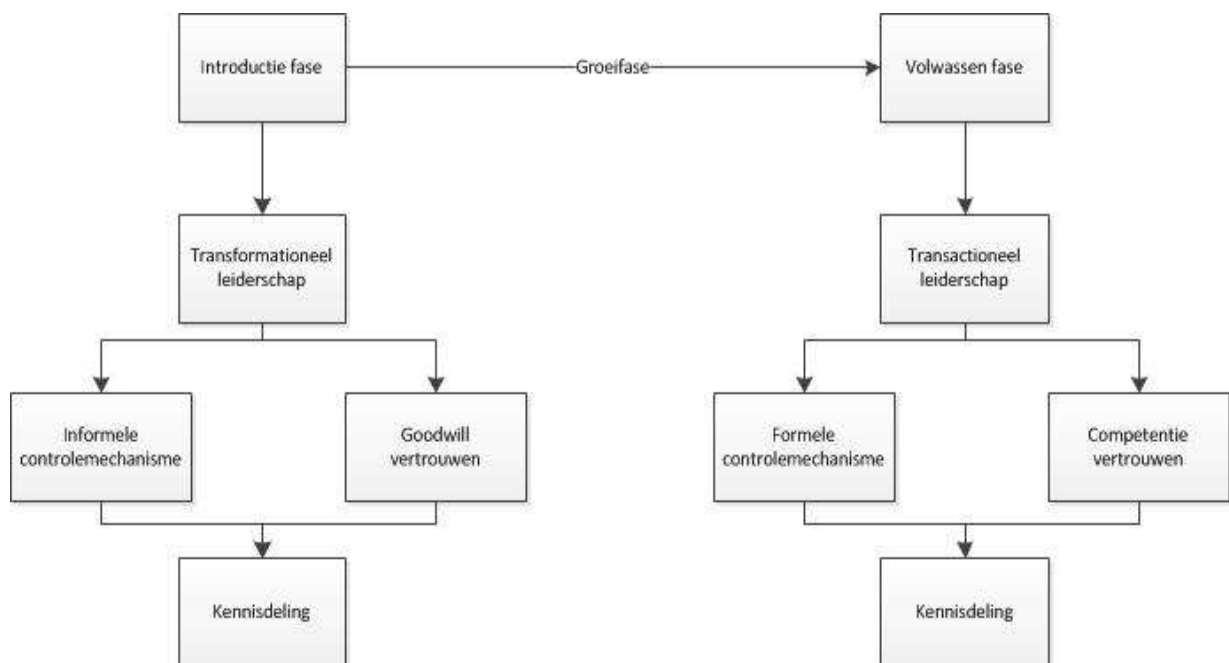 Introductie fase
Groeifase
Volwassen fase
Transformationeel
leiderschap
Transactioneel
leiderschap
Informele
controlemechanisme
Goodwill
vertrouwen
Formele
controlemechanisme
Competentie
vertrouwen
Kennisdeling
Kennisdeling